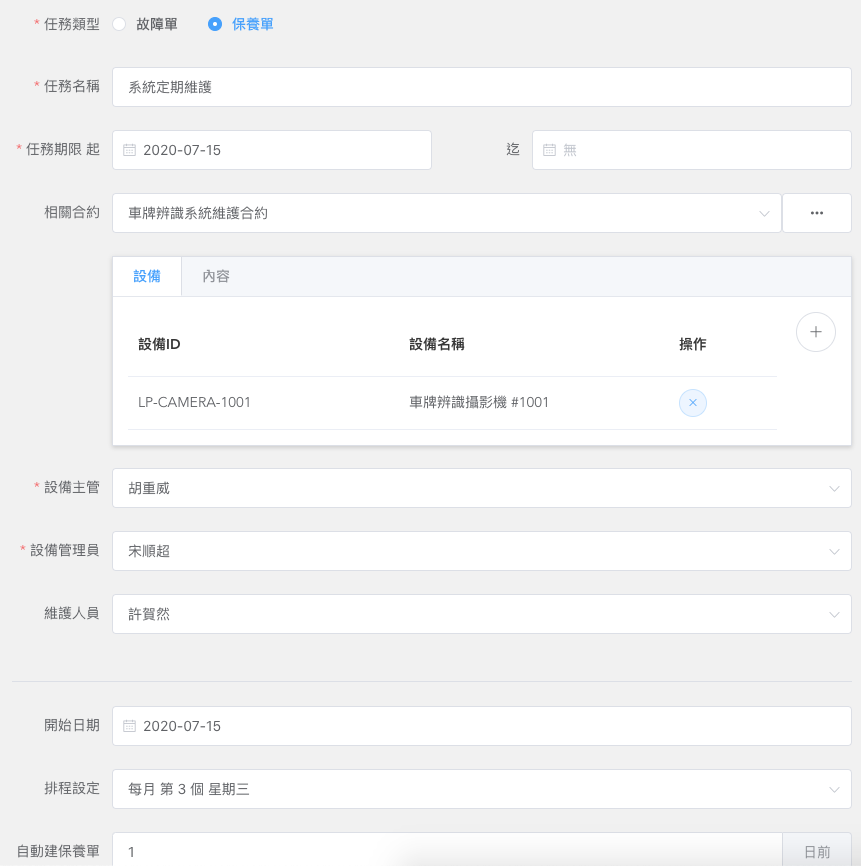 * 任務類型 故障單 保養單
* 任務名稱 系統定期維護
* 任務期限 起 2020-07-15 迄 無
相關合約 車牌辨識系統維護合約
設備 內容
設備ID 設備名稱 操作
LP-CAMERA-1001 車牌辨識攝影機 #1001
* 設備主管 胡重威
* 設備管理員 宋順超
維護人員 許賀然
開始日期 2020-07-15
排程設定 每月 第 3 個 星期三
自動建保養單 1 日前